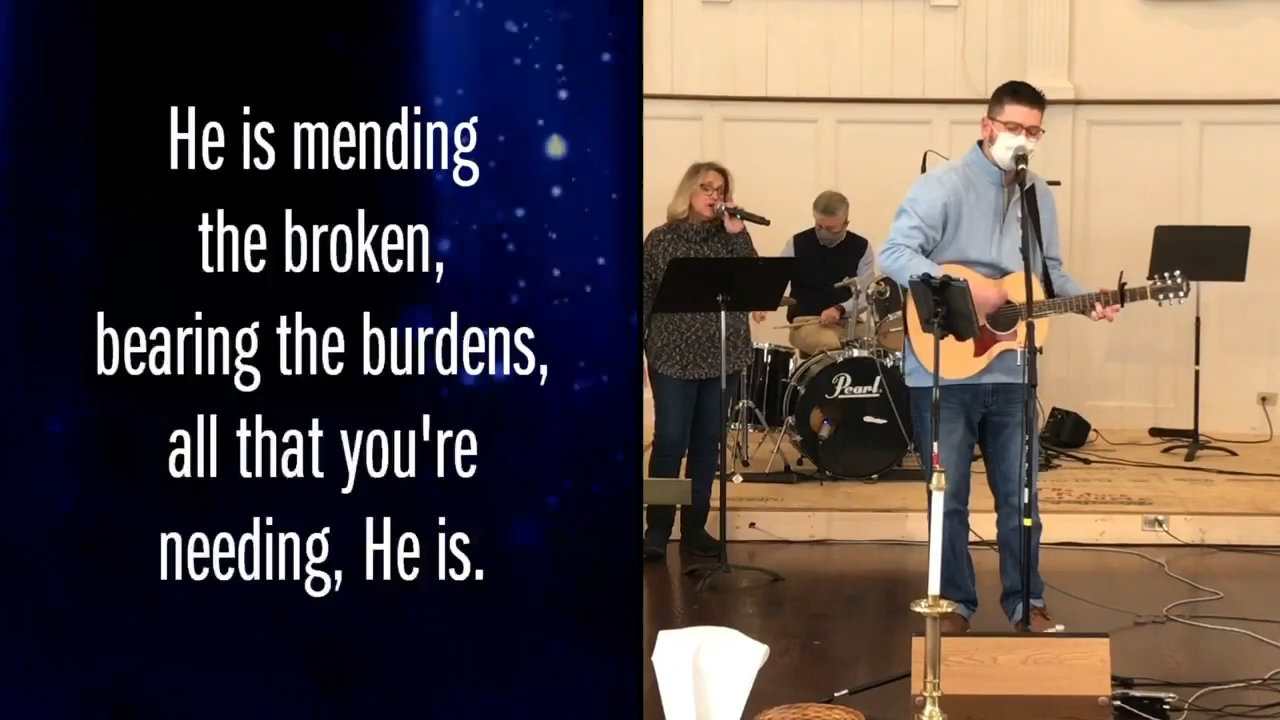 He is mending
the broken,
bearing the burdens,
all that you're
needing, He is.
Pearl